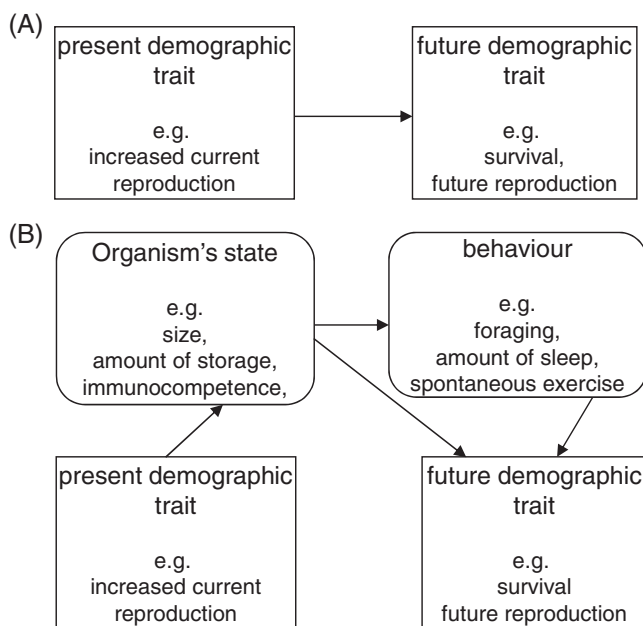 (A)
present demographic
trait
e.g.
increased current
reproduction
future demographic
trait
e.g.
survival,
future reproduction
(B)
Organism's state
e.g.
size,
amount of storage,
immunocompetence,
behaviour
e.g.
foraging,
amount of sleep,
spontaneous exercise
present demographic
trait
e.g.
increased current
reproduction
future demographic
trait
e.g.
survival
future reproduction